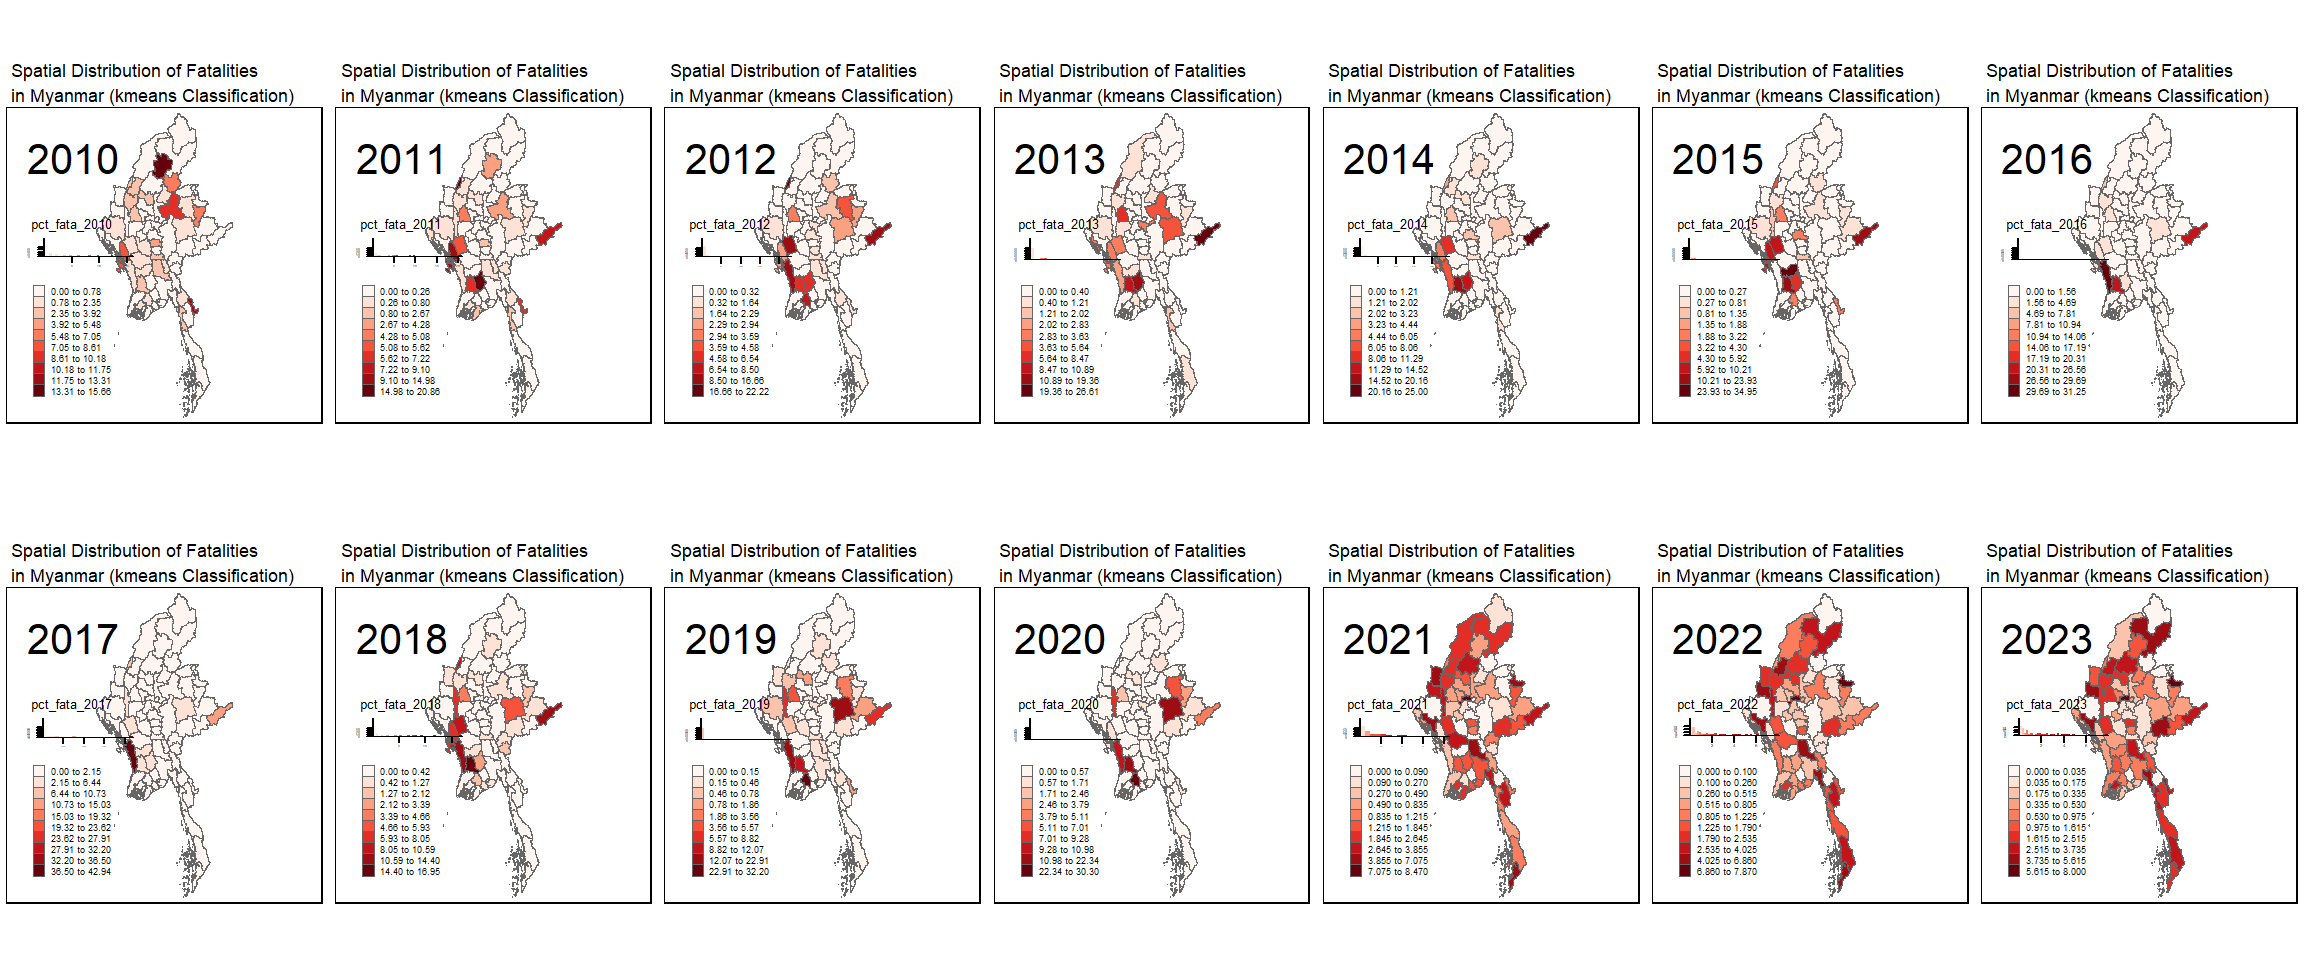 Spatial Distribution of Fatalities
in Myanmar (kmeans Classification)
2010
pct_fata_2010
0.00 to 0.78
0.78 to 2.35
2.35 to 3.92
3.92 to 5.48
5.48 to 7.05
7.05 to 8.61
8.61 to 10.18
10.18 to 11.75
11.75 to 13.31
13.31 to 15.66
Spatial Distribution of Fatalities
in Myanmar (kmeans Classification)
2011
pct_fata_2011
0.00 to 0.26
0.26 to 0.80
0.80 to 2.67
2.67 to 4.28
4.28 to 5.08
5.08 to 5.62
5.62 to 7.22
7.22 to 9.10
9.10 to 14.98
14.98 to 20.86
Spatial Distribution of Fatalities
in Myanmar (kmeans Classification)
2012
pct_fata_2012
0.00 to 0.32
0.32 to 1.64
1.64 to 2.29
2.29 to 2.94
2.94 to 3.59
3.59 to 4.58
4.58 to 6.54
6.54 to 8.50
8.50 to 16.66
16.66 to 22.22
Spatial Distribution of Fatalities
in Myanmar (kmeans Classification)
2013
pct_fata_2013
0.00 to 0.40
0.40 to 1.21
1.21 to 2.02
2.02 to 2.83
2.83 to 3.63
3.63 to 5.64
5.64 to 8.47
8.47 to 10.89
10.89 to 19.36
19.36 to 26.61
Spatial Distribution of Fatalities
in Myanmar (kmeans Classification)
2014
pct_fata_2014
0.00 to 1.21
1.21 to 2.02
2.02 to 3.23
3.23 to 4.44
4.44 to 6.05
6.05 to 8.06
8.06 to 11.29
11.29 to 14.52
14.52 to 20.16
20.16 to 25.00
Spatial Distribution of Fatalities
in Myanmar (kmeans Classification)
2015
pct_fata_2015
0.00 to 0.27
0.27 to 0.81
0.81 to 1.35
1.35 to 1.88
1.88 to 3.22
3.22 to 4.30
4.30 to 5.92
5.92 to 10.21
10.21 to 23.93
23.93 to 34.95
Spatial Distribution of Fatalities
in Myanmar (kmeans Classification)
2016
pct_fata_2016
0.00 to 1.56
1.56 to 4.69
4.69 to 7.81
7.81 to 10.94
10.94 to 14.06
14.06 to 17.19
17.19 to 20.31
20.31 to 26.56
26.56 to 29.69
29.69 to 31.25
Spatial Distribution of Fatalities
in Myanmar (kmeans Classification)
2017
pct_fata_2017
0.00 to 2.15
2.15 to 6.44
6.44 to 10.73
10.73 to 15.03
15.03 to 19.32
19.32 to 23.62
23.62 to 27.91
27.91 to 32.20
32.20 to 36.50
36.50 to 42.94
Spatial Distribution of Fatalities
in Myanmar (kmeans Classification)
2018
pct_fata_2018
0.00 to 0.42
0.42 to 1.27
1.27 to 2.12
2.12 to 3.39
3.39 to 4.66
4.66 to 5.93
5.93 to 8.05
8.05 to 10.59
10.59 to 14.40
14.40 to 16.95
Spatial Distribution of Fatalities
in Myanmar (kmeans Classification)
2019
pct_fata_2019
0.00 to 0.15
0.15 to 0.46
0.46 to 0.78
0.78 to 1.86
1.86 to 3.56
3.56 to 5.57
5.57 to 8.82
8.82 to 12.07
12.07 to 22.91
22.91 to 32.20
Spatial Distribution of Fatalities
in Myanmar (kmeans Classification)
2020
pct_fata_2020
0.00 to 0.57
0.57 to 1.71
1.71 to 2.46
2.46 to 3.79
3.79 to 5.11
5.11 to 7.01
7.01 to 9.28
9.28 to 10.98
10.98 to 22.34
22.34 to 30.30
Spatial Distribution of Fatalities
in Myanmar (kmeans Classification)
2021
pct_fata_2021
0.000 to 0.090
0.090 to 0.270
0.270 to 0.490
0.490 to 0.835
0.835 to 1.215
1.215 to 1.845
1.845 to 2.645
2.645 to 3.855
3.855 to 7.075
7.075 to 8.470
Spatial Distribution of Fatalities
in Myanmar (kmeans Classification)
2022
pct_fata_2022
0.000 to 0.100
0.100 to 0.260
0.260 to 0.515
0.515 to 0.805
0.805 to 1.225
1.225 to 1.790
1.790 to 2.535
2.535 to 4.025
4.025 to 6.860
6.860 to 7.870
Spatial Distribution of Fatalities
in Myanmar (kmeans Classification)
2023
pct_fata_2023
0.000 to 0.035
0.035 to 0.175
0.175 to 0.335
0.335 to 0.530
0.530 to 0.975
0.975 to 1.615
1.615 to 2.515
2.515 to 3.735
3.735 to 5.615
5.615 to 8.000